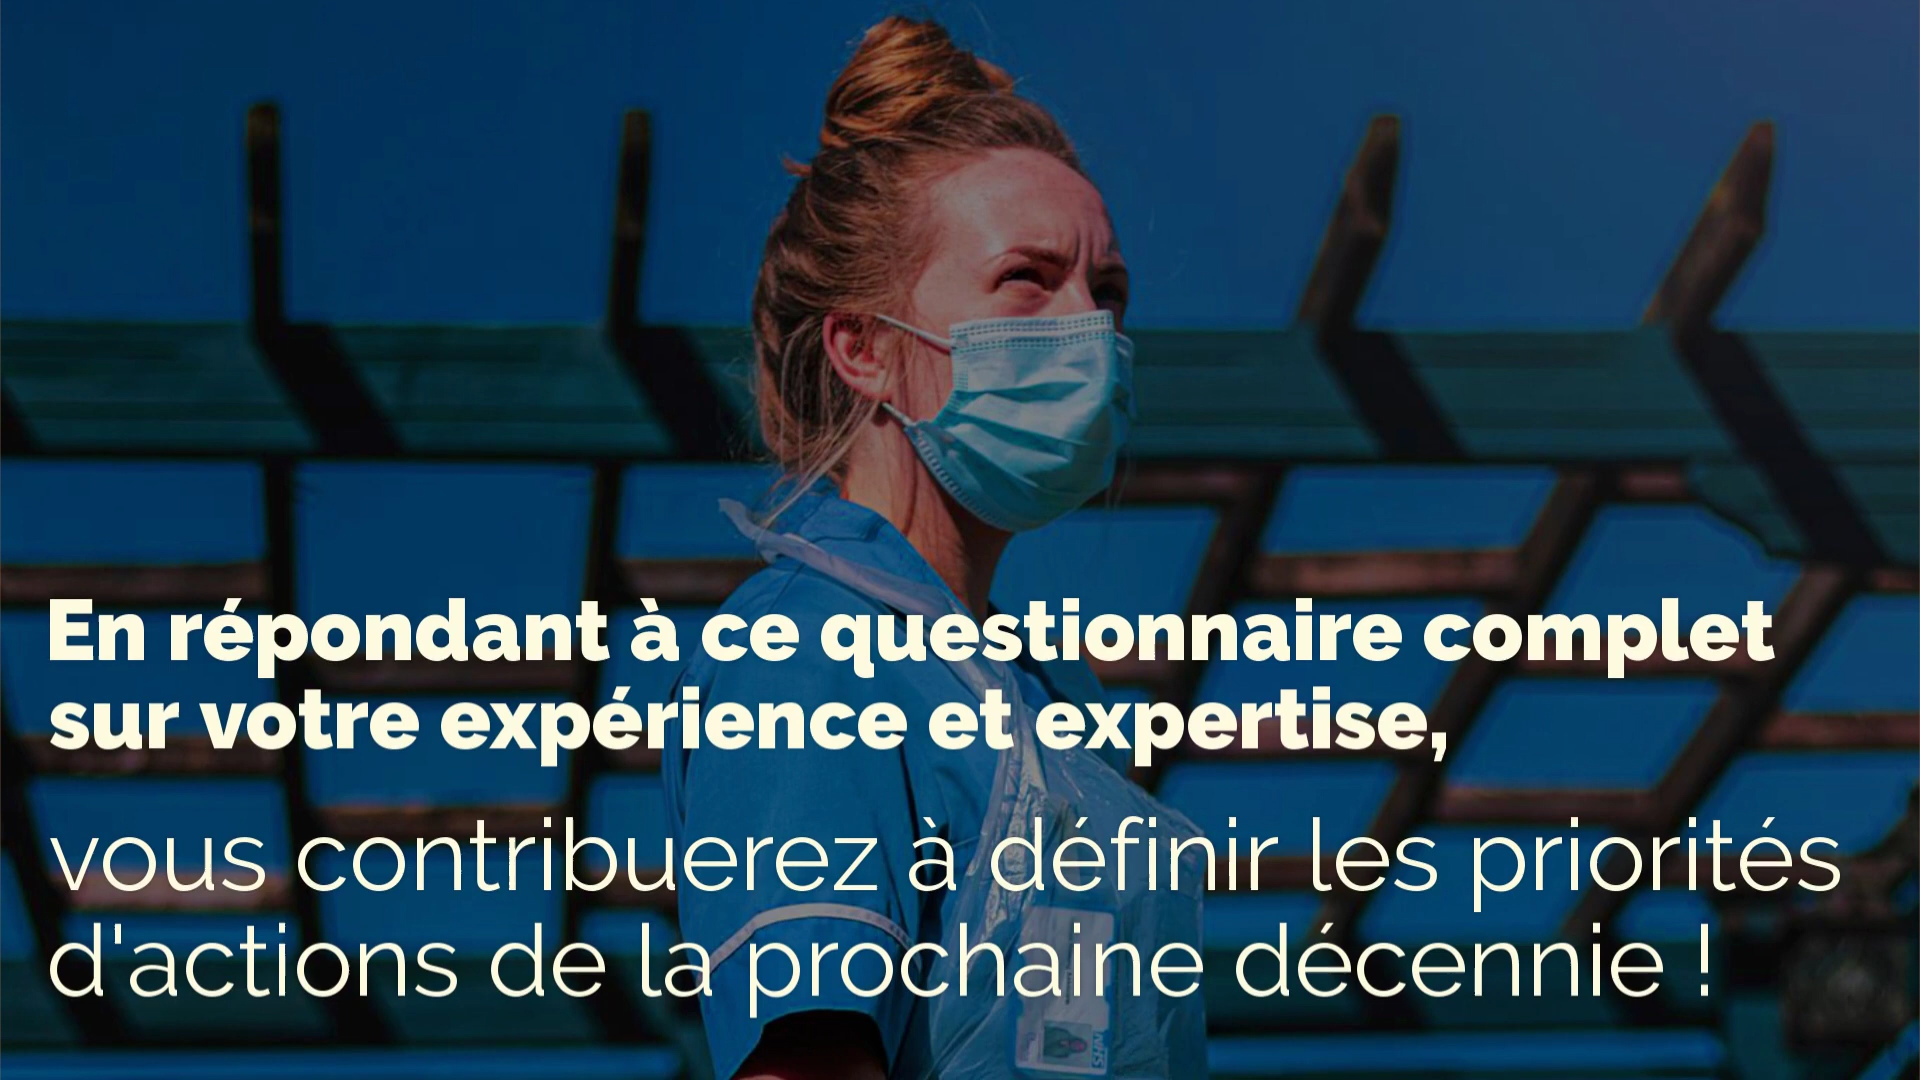 En répondant à ce questionnaire complet
sur votre expérience et expertise,
vous contribuerez à définir les priorités
d'actions de la prochaine décennie !
NHS